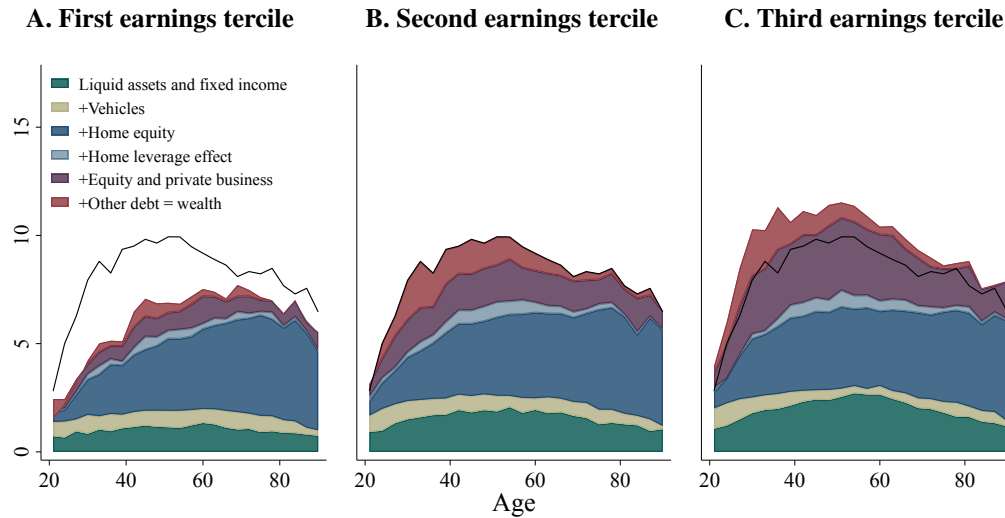 A. First earnings tercile
B. Second earnings tercile
C. Third earnings tercile
Liquid assets and fixed income
+Vehicles
+Home equity
+Home leverage effect
+Equity and private business
+Other debt = wealth
15
10
5
0
20 40 60 80
20 40 60 80
20 40 60 80
Age